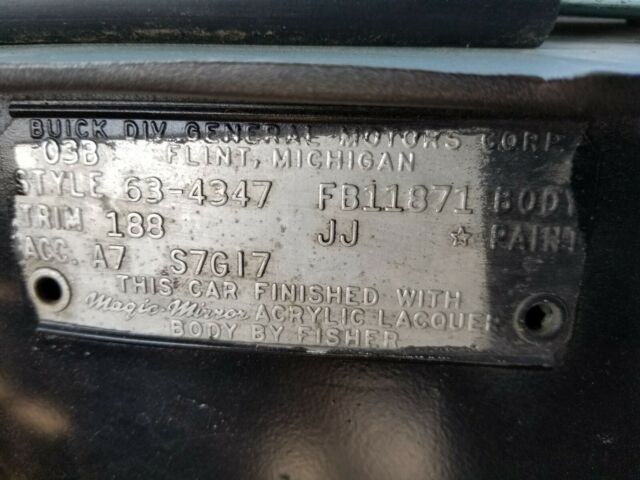 BUICK DIV. GENERAL MOTORS CORP.
03B FLINT, MICHIGAN
STYLE 63-4347 FB11871 BODY
TRIM 188 JJ ☆ PAINT
ACC. A7 S7G17
THIS CAR FINISHED WITH
Magic-Mirror ACRYLIC LACQUER
BODY BY FISHER